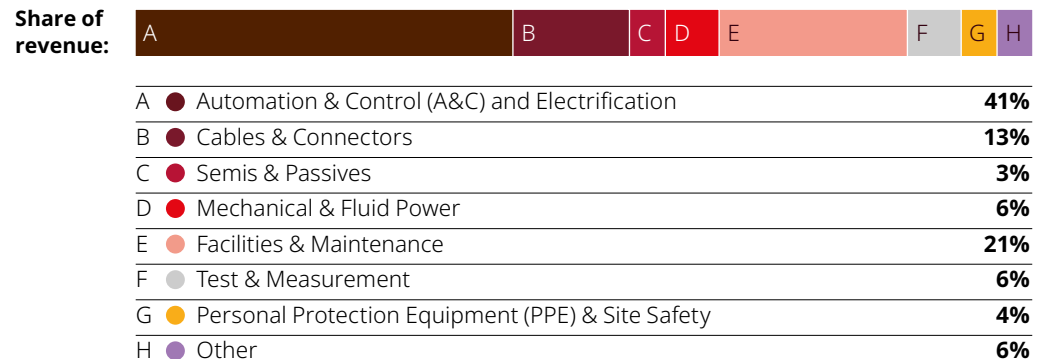 Share of
revenue:
A B C D E F G H
A Automation & Control (A&C) and Electrification 41%
B Cables & Connectors 13%
C Semis & Passives 3%
D Mechanical & Fluid Power 6%
E Facilities & Maintenance 21%
F Test & Measurement 6%
G Personal Protection Equipment (PPE) & Site Safety 4%
H Other 6%